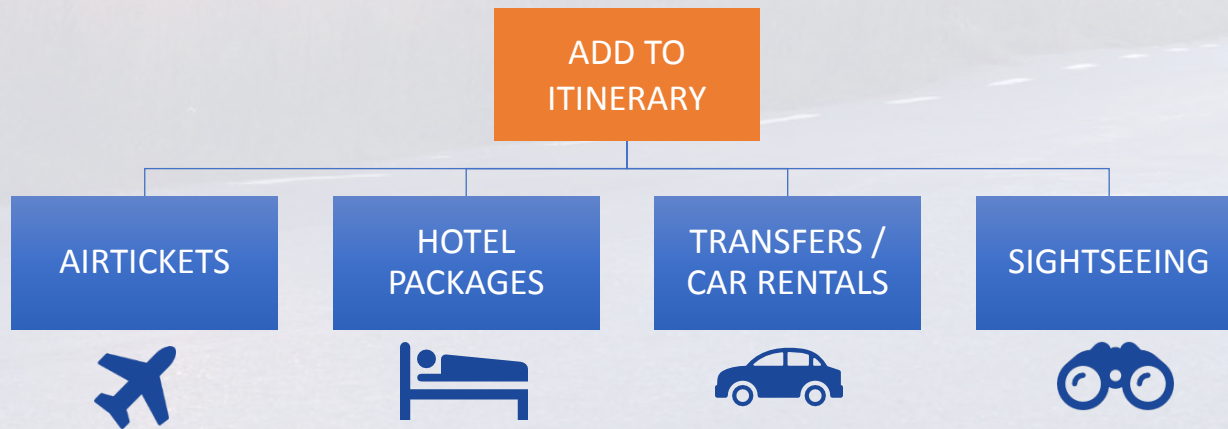 ADD TO
ITINERARY
AIRTICKETS
HOTEL
PACKAGES
TRANSFERS /
CAR RENTALS
SIGHTSEEING